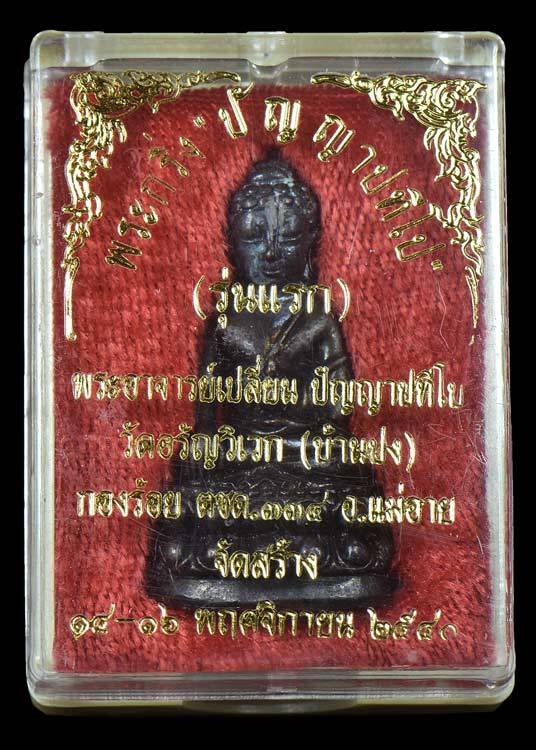 พระกริ่ง "ปัญญาปทีโป"
(รุ่นแรก)
พระอาจารย์เปลี่ยน ปัญญาปทีโป
วัดอรัญวิเวก (บ้านปง)
กองร้อย ตชด.๓๓๔ อ.แม่อาย
จัดสร้าง
๑๔-๑๖ พฤศจิกายน ๒๕๔๐